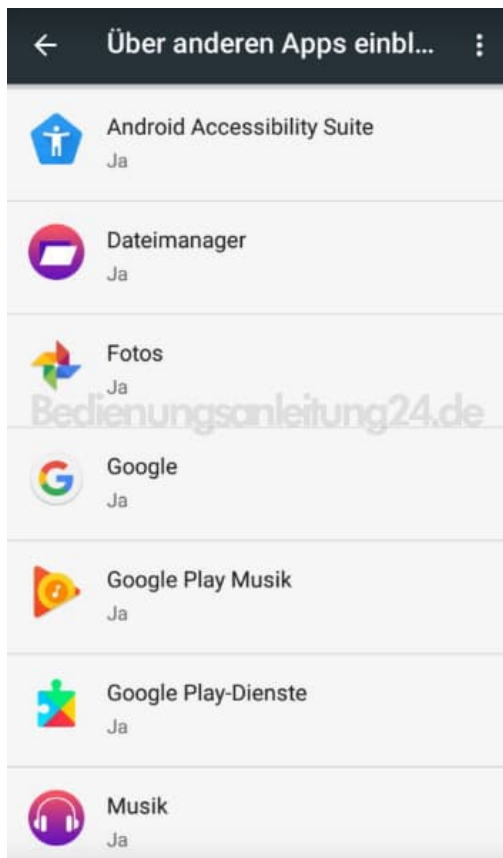 Über anderen Apps einbl...
Android Accessibility Suite
Ja
Dateimanager
Ja
Fotos
Ja
Bedienungsanleitung24.de
Google
Ja
Google Play Musik
Ja
Google Play-Dienste
Ja
Musik
Ja